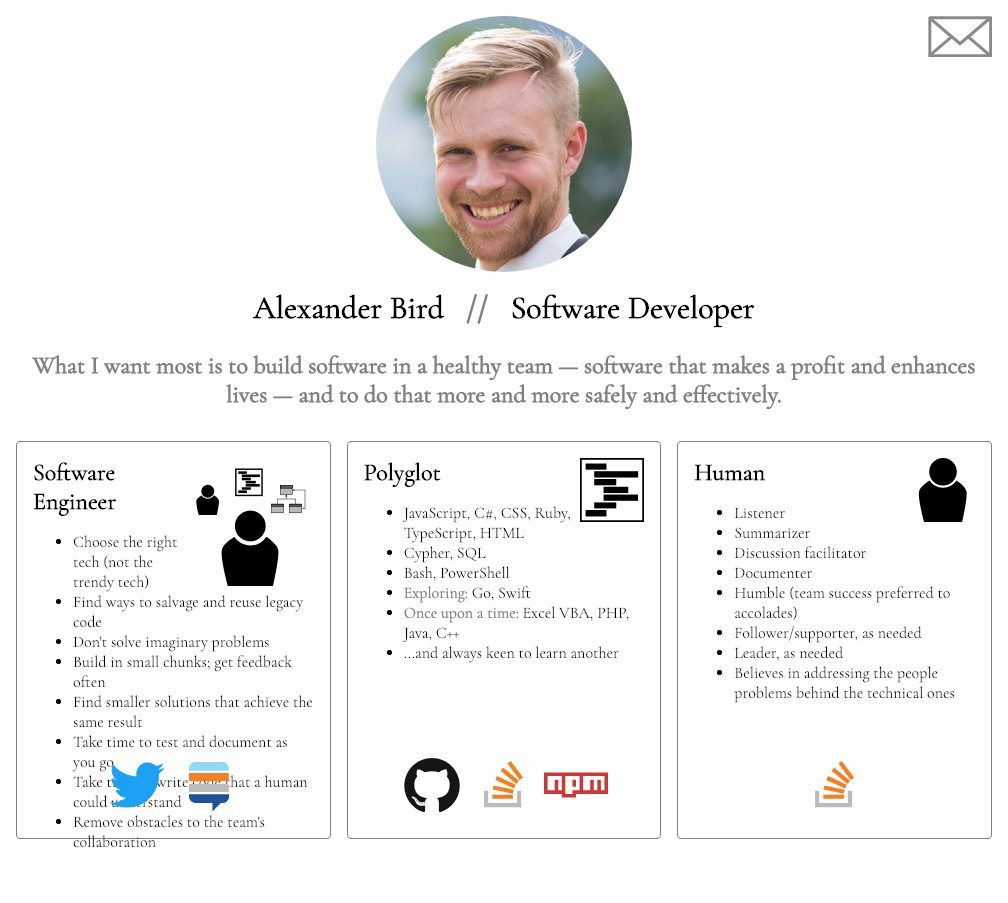 Alexander Bird // Software Developer
What I want most is to build software in a healthy team — software that makes a profit and enhances
lives — and to do that more and more safely and effectively.
Software
Engineer
Choose the right
tech (not the
trendy tech)
Find ways to salvage and reuse legacy
code
Don't solve imaginary problems
Build in small chunks; get feedback
often
Find smaller solutions that achieve the
same result
Take time to test and document as
you go
Take write that a human
could
Remove obstacles to the team's
collaboration
Polyglot
JavaScript, C#, CSS, Ruby,
TypeScript, HTML
Cypher, SQL
Bash, PowerShell
Exploring: Go, Swift
Once upon a time: Excel VBA, PHP,
Java, C++
...and always keen to learn another
npm
Human
Listener
Summarizer
Discussion facilitator
Documenter
Humble (team success preferred to
accolades)
Follower/supporter, as needed
Leader, as needed
Believes in addressing the people
problems behind the technical ones